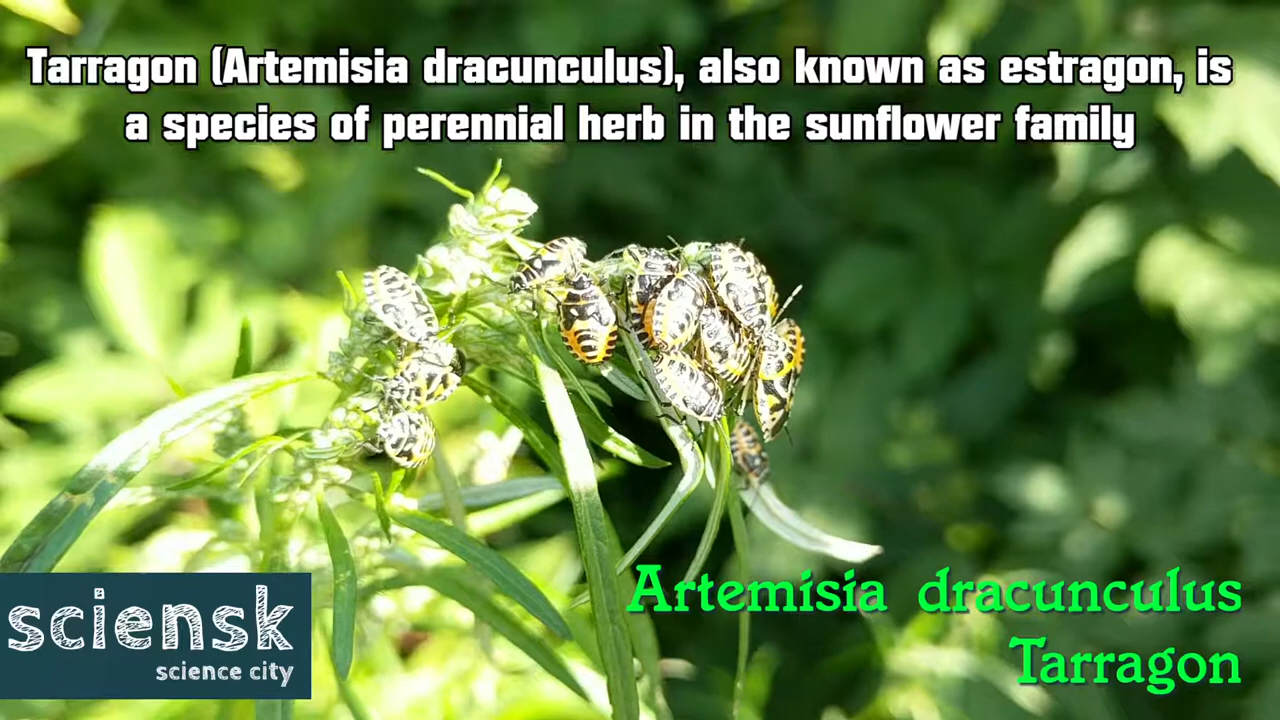 Tarragon (Artemisia dracunculus), also known as estragon, is
a species of perennial herb in the sunflower family
Artemisia dracunculus
Tarragon
sciensk
science city